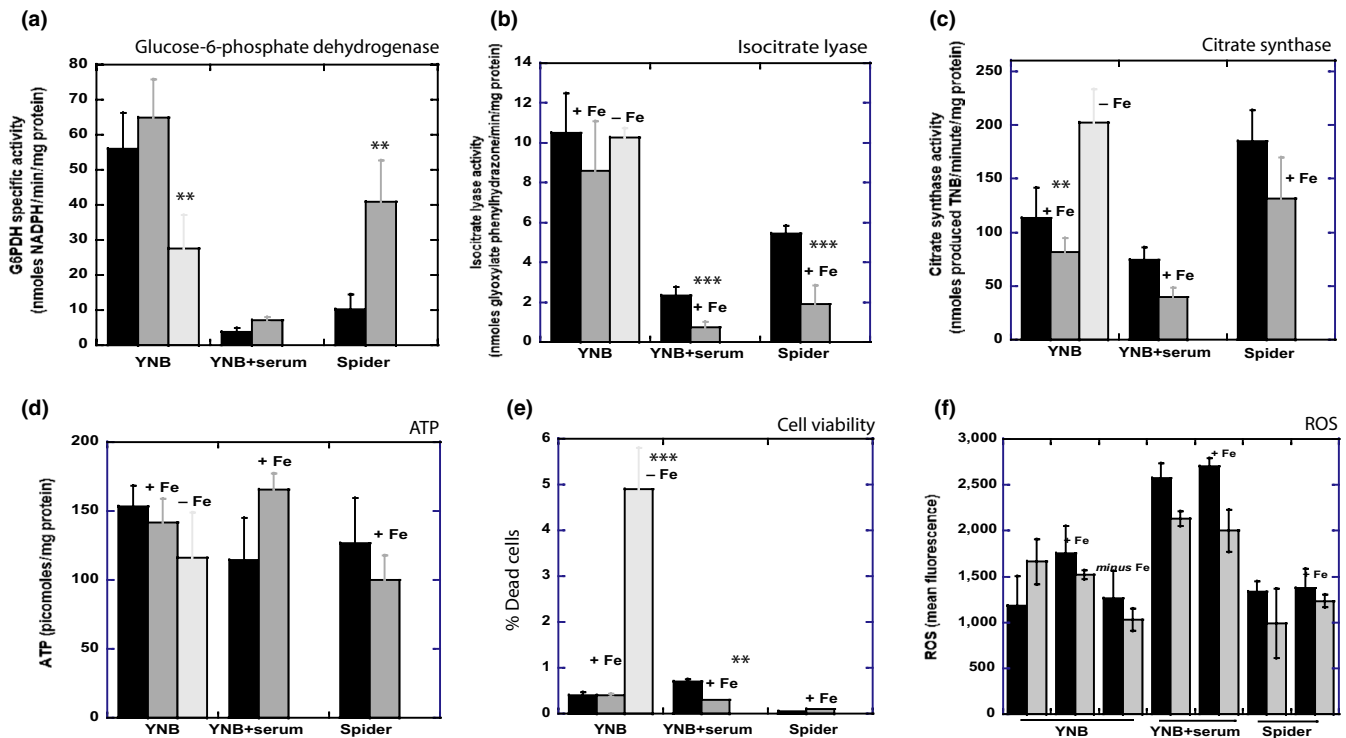 (a)
Glucose-6-phosphate dehydrogenase
G6PDH specific activity
(nmoles NADPH/min/mg protein)
80
70
60
50
40
30
20
10
0
**
**
YNB
YNB+serum
Spider
(b)
Isocitrate lyase
Isocitrate lyase activity
(nmoles glyoxylate phenylhydrazone/min/mg protein)
14
12
10
8
6
4
2
0
+ Fe
– Fe
***
+ Fe
***
+ Fe
YNB
YNB+serum
Spider
(c)
Citrate synthase
Citrate synthase activity
(nmoles produced TNB/minute/mg protein)
250
200
150
100
50
0
– Fe
**
+ Fe
+ Fe
+ Fe
YNB
YNB+serum
Spider
(d)
ATP
ATP (picomoles/mg protein)
200
150
100
50
0
+ Fe
– Fe
+ Fe
+ Fe
YNB
YNB+serum
Spider
(e)
Cell viability
% Dead cells
6
5
4
3
2
1
0
***
– Fe
+ Fe
**
+ Fe
+ Fe
YNB
YNB+serum
Spider
(f)
ROS
ROS (mean fluorescence)
3,000
2,500
2,000
1,500
1,000
500
0
+ Fe
minus Fe
+ Fe
+ Fe
YNB
YNB+serum
Spider